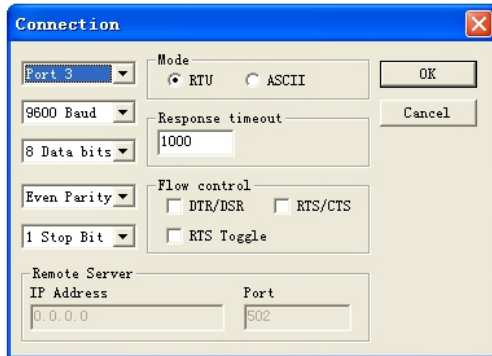 Connection
Port 3
9600 Baud
8 Data bits
Even Parity
1 Stop Bit
Mode
RTU ASCII
Response timeout
1000
Flow control
DTR/DSR RTS/CTS
RTS Toggle
OK
Cancel
Remote Server
IP Address Port
0.0.0.0 502